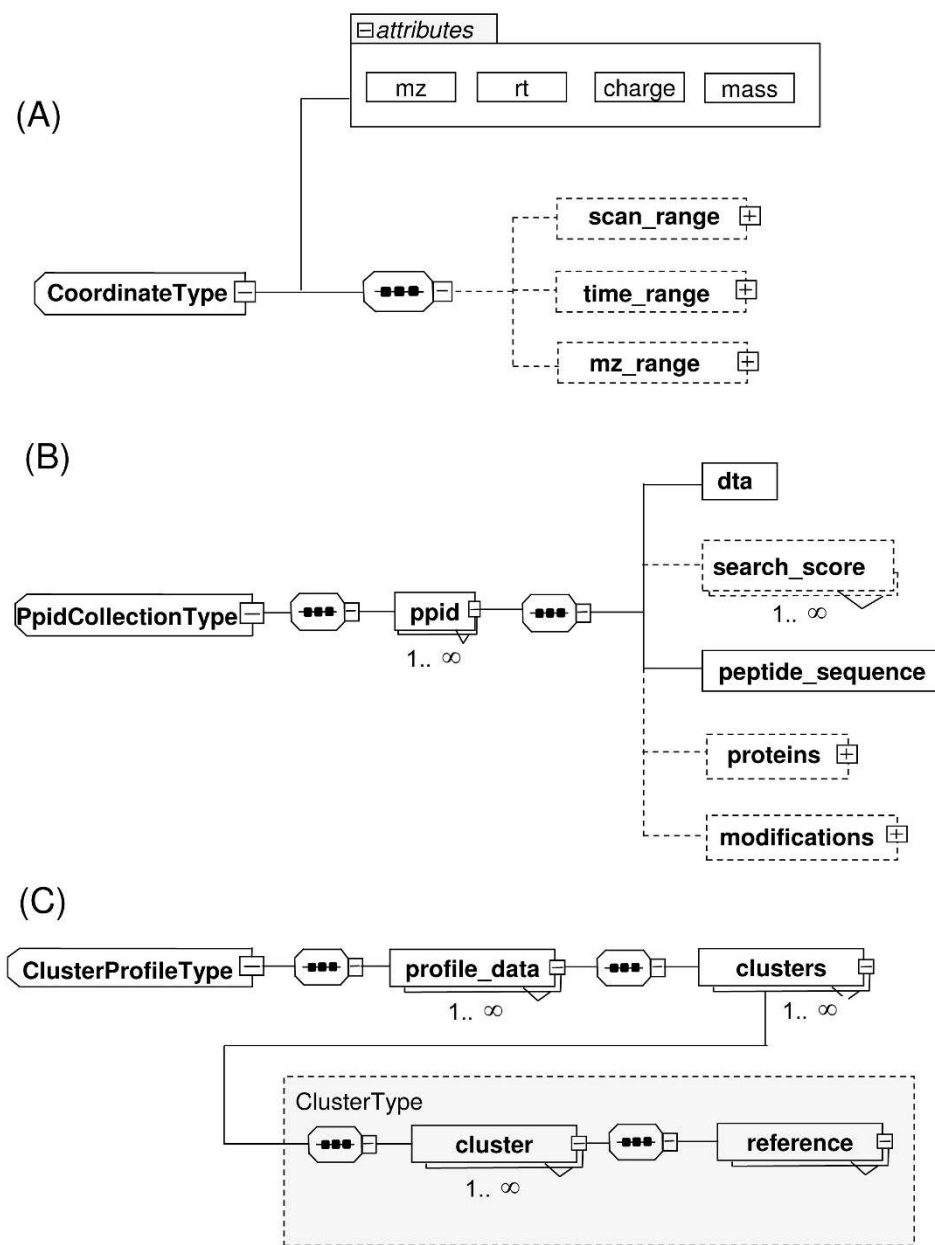 (A)
attributes
mz rt charge mass
CoordinateType
scan_range
time_range
mz_range
(B)
PpidCollectionType
ppid
1.. ∞
dta
search_score
1.. ∞
peptide_sequence
proteins
modifications
(C)
ClusterProfileType
profile_data
1.. ∞
clusters
1.. ∞
ClusterType
cluster
1.. ∞
reference